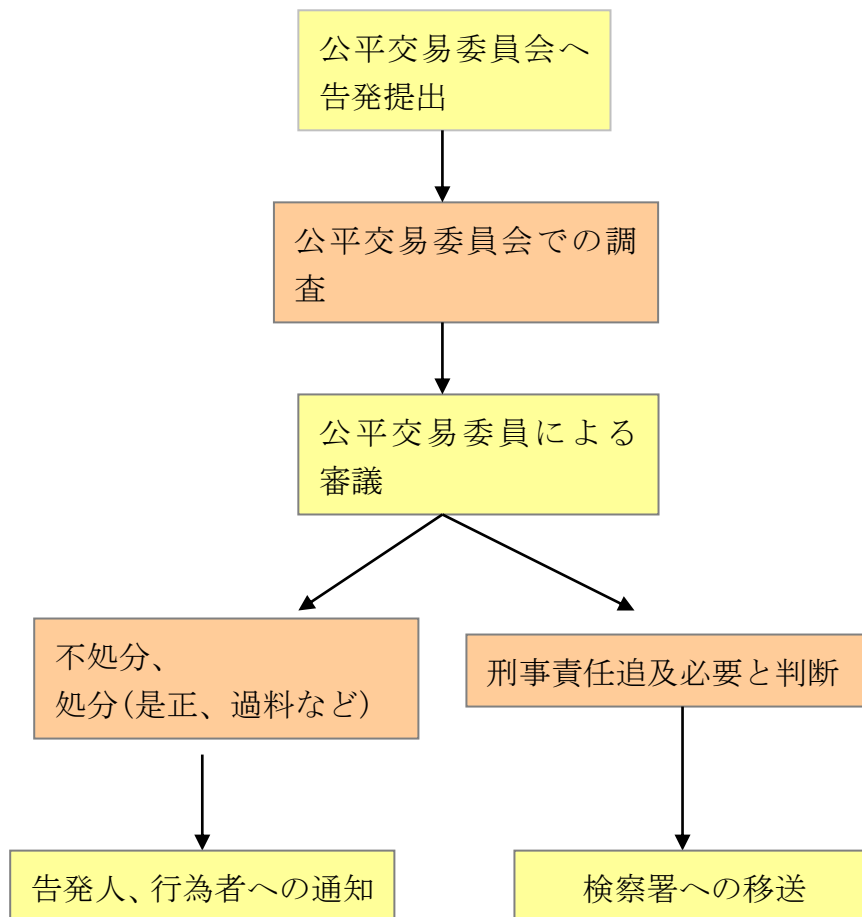 公平交易委員会へ
告発提出
公平交易委員会での調
査
公平交易委員による
審議
不処分、
処分(是正、過料など)
刑事責任追及必要と判断
告発人、行為者への通知
検察署への移送